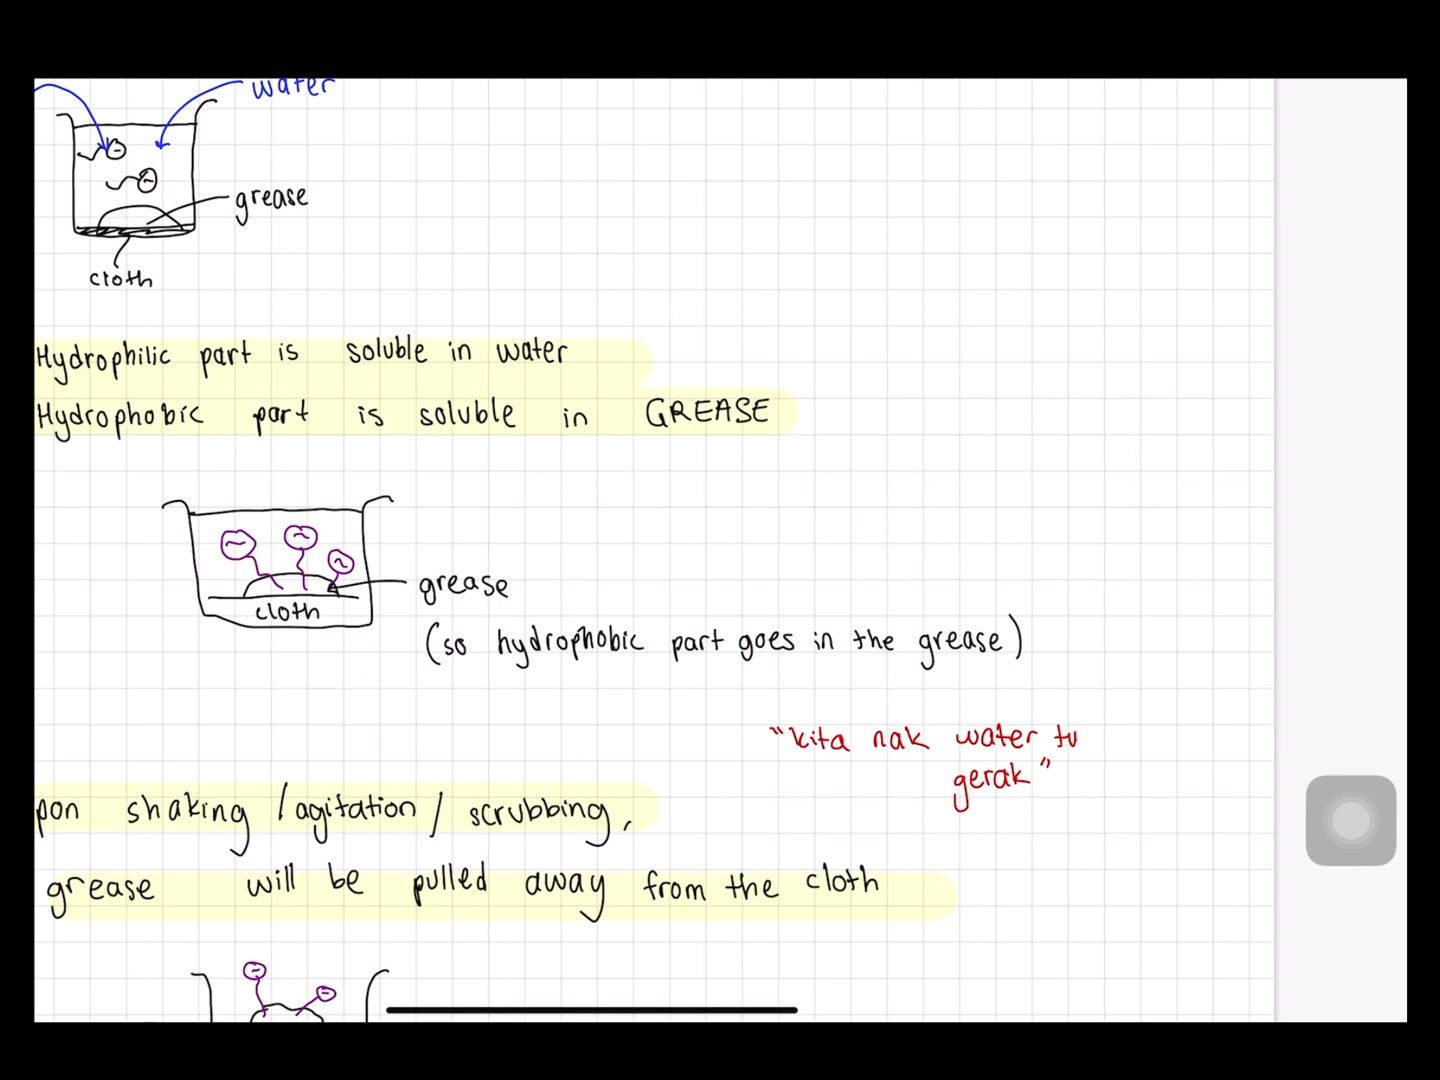 water
grease
cloth
Hydrophilic part is soluble in water
Hydrophobic part is soluble in GREASE
cloth
grease
(so hydrophobic part goes in the grease)
"kita nak water tu
gerak"
pon shaking / agitation / scrubbing,
grease will be pulled away from the cloth